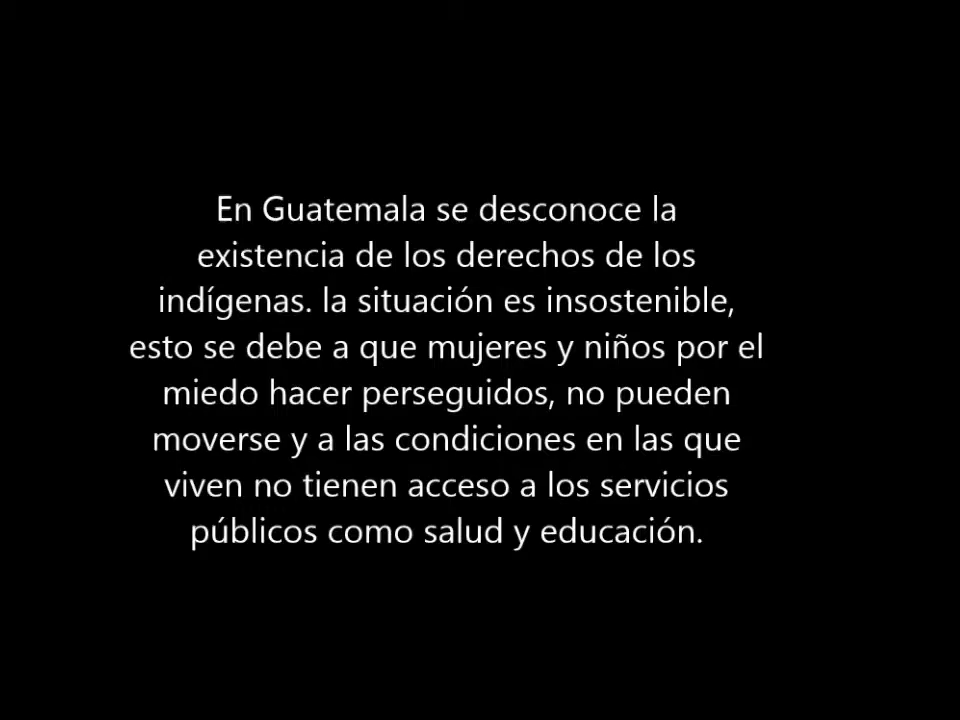 En Guatemala se desconoce la
existencia de los derechos de los
indígenas. la situación es insostenible,
esto se debe a que mujeres y niños por el
miedo hacer perseguidos, no pueden
moverse y a las condiciones en las que
viven no tienen acceso a los servicios
públicos como salud y educación.